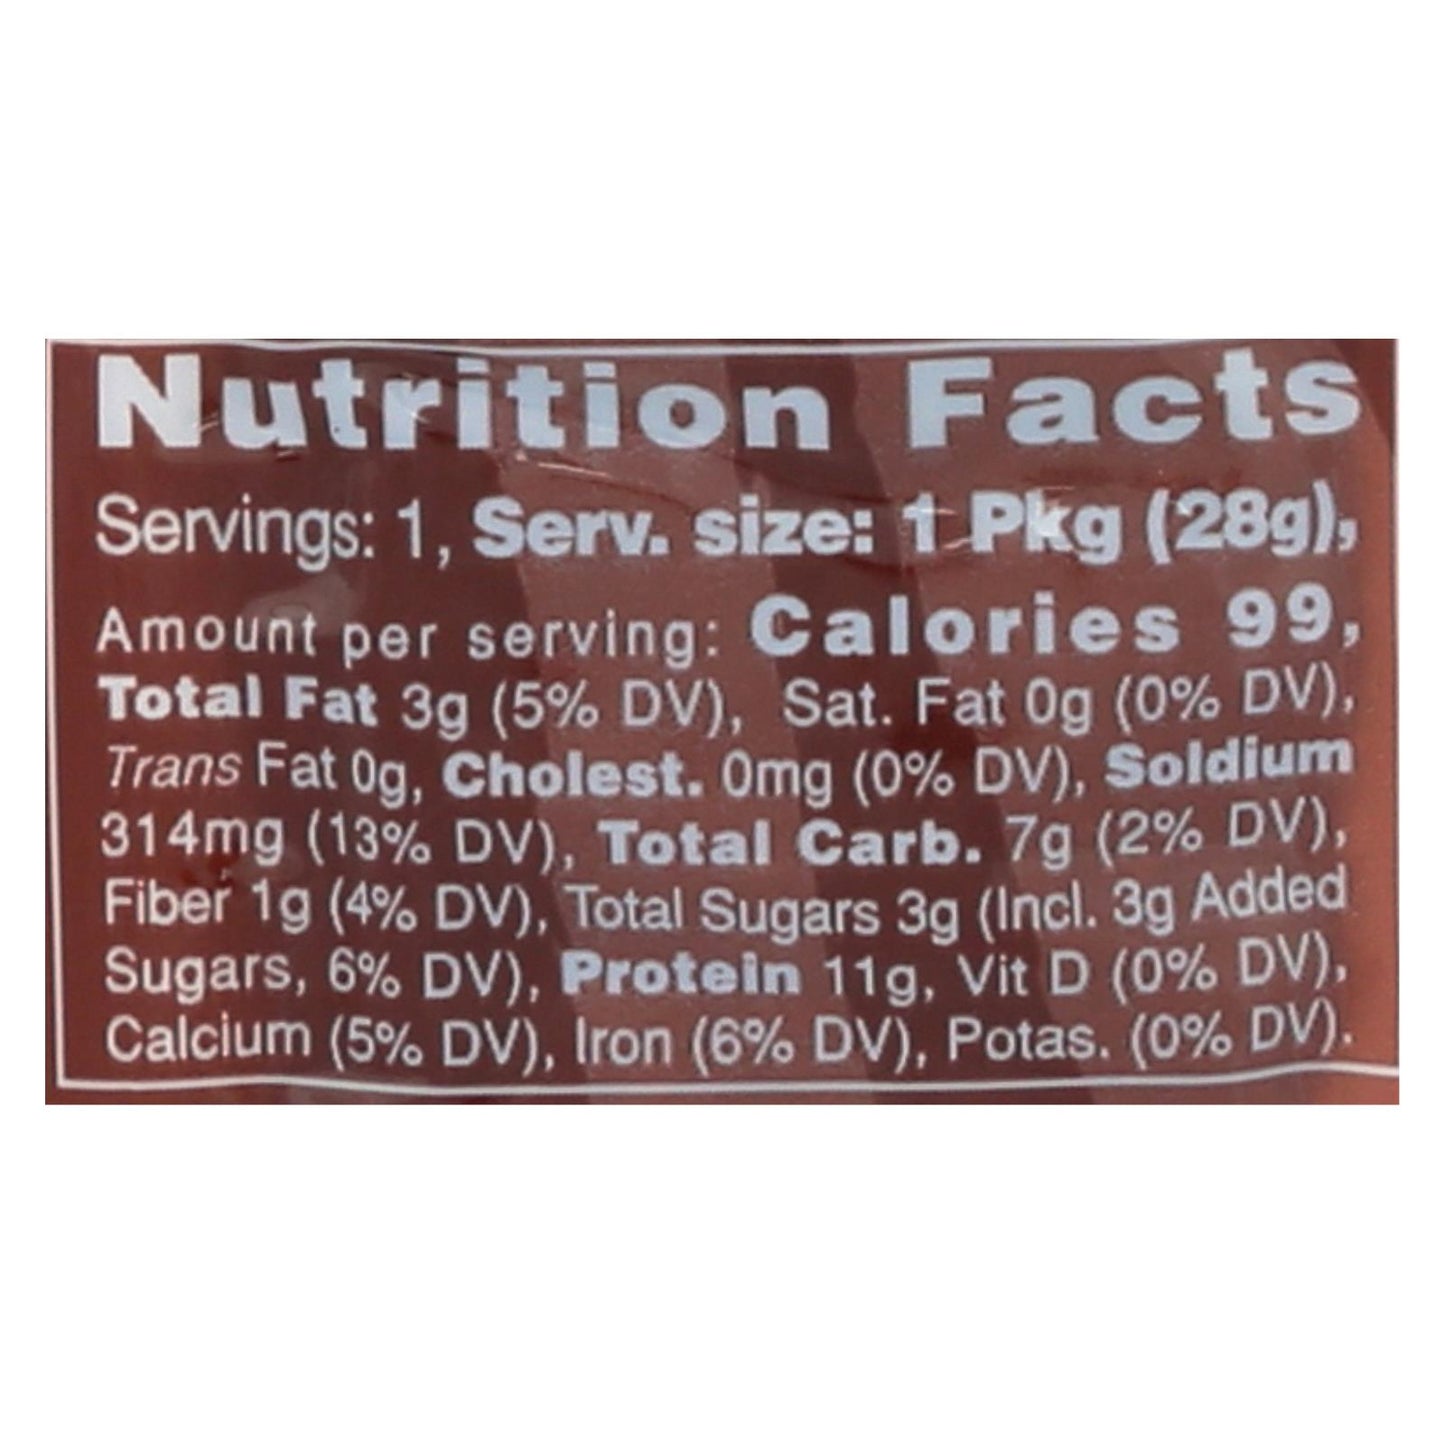 Nutrition Facts
Servings: 1, Serv. size: 1 Pkg (28g),
Amount per serving: Calories 99,
Total Fat 3g (5% DV), Sat. Fat 0g (0% DV),
Trans Fat 0g, Cholest. 0mg (0% DV), Soldium
314mg (13% DV), Total Carb. 7g (2% DV),
Fiber 1g (4% DV), Total Sugars 3g (Incl. 3g Added
Sugars, 6% DV), Protein 11g, Vit D (0% DV),
Calcium (5% DV), Iron (6% DV), Potas. (0% DV).